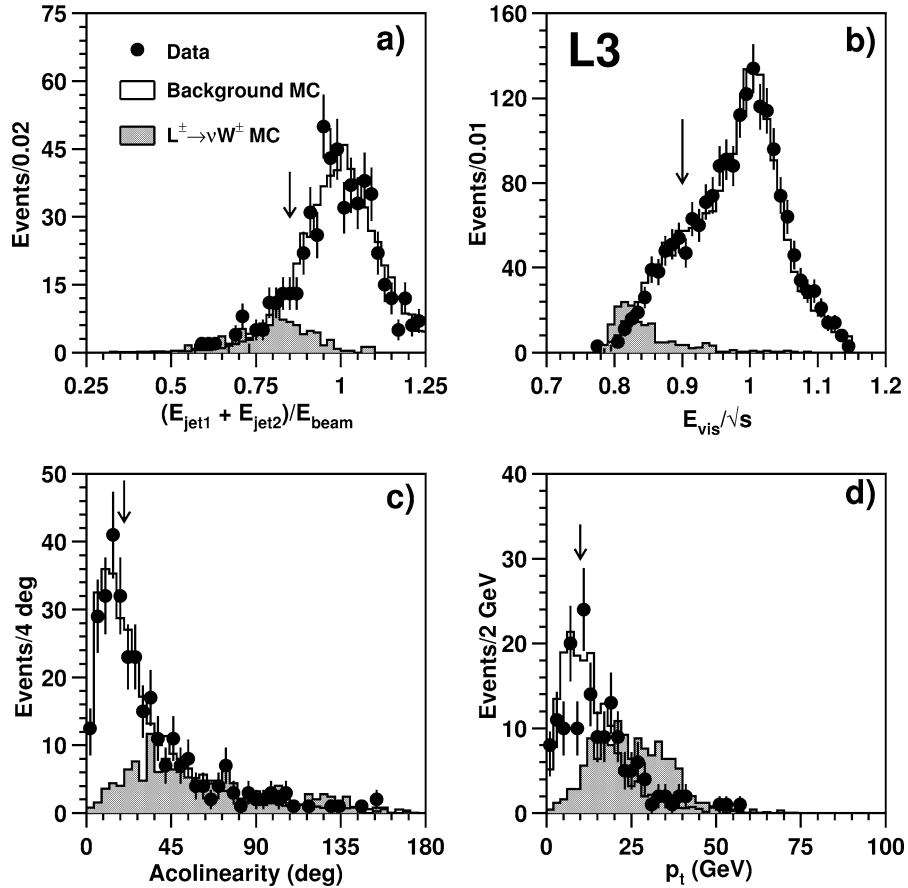 a)
Data
Background MC
L±→νW± MC
Events/0.02
75
60
45
30
15
0
0.25 0.5 0.75 1 1.25
(Ejet1 + Ejet2)/Ebeam
L3
b)
Events/0.01
160
120
80
40
0
0.7 0.8 0.9 1 1.1 1.2
Evis/√s
c)
Events/4 deg
50
40
30
20
10
0
0 45 90 135 180
Acolinearity (deg)
d)
Events/2 GeV
40
30
20
10
0
0 25 50 75 100
pt (GeV)